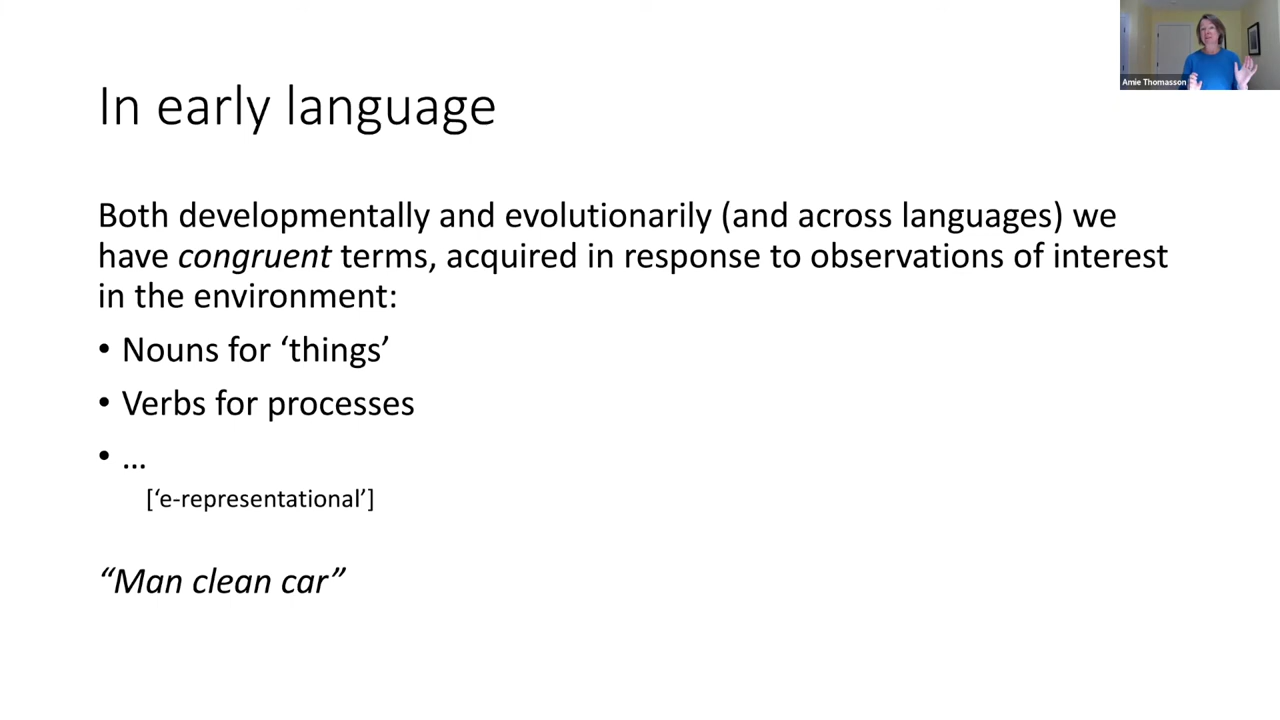 Amie Thomasson
In early language
Both developmentally and evolutionarily (and across languages) we
have congruent terms, acquired in response to observations of interest
in the environment:
• Nouns for ‘things’
• Verbs for processes
• …
[‘e-representational’]
“Man clean car”